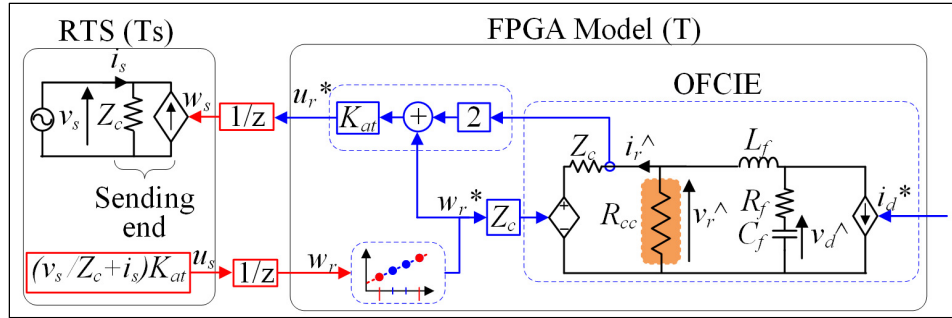 RTS (Ts)
FPGA Model (T)
OFCIE
i_s
v_s
Z_c
w_s
1/z
u_r*
K_at
+
2
Z_c
i_r^
L_f
Sending
end
w_r*
Z_c
+
−
R_cc
v_r^
R_f
C_f
v_d^
i_d*
(v_s/Z_c+i_s)K_at
u_s
1/z
w_r